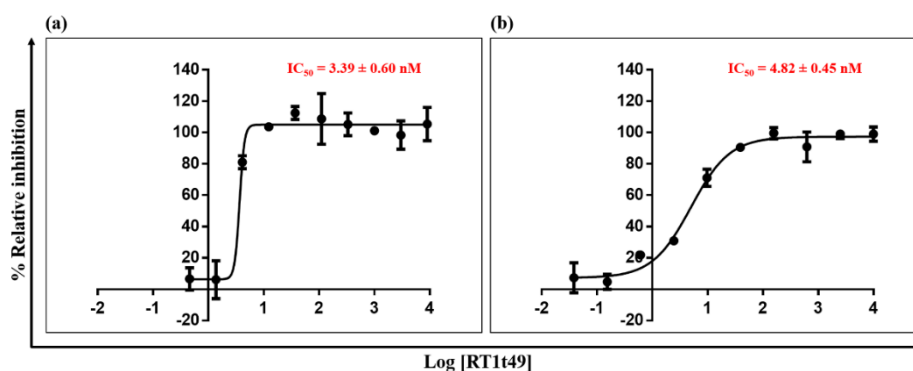 (a)
(b)
% Relative inhibition
IC50 = 3.39 ± 0.60 nM
140
120
100
80
60
40
20
-20
-2 -1 1 2 3 4
IC50 = 4.82 ± 0.45 nM
140
120
100
80
60
40
20
-20
-2 -1 1 2 3 4
Log [RT1t49]